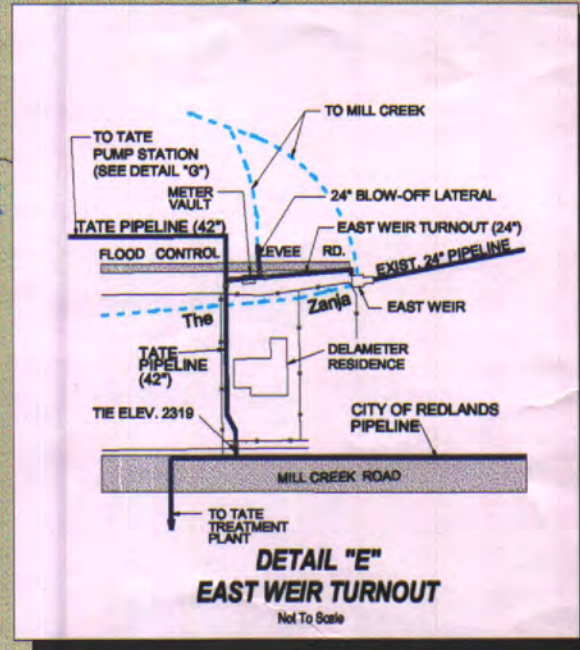 TO MILL CREEK
TO TATE
PUMP STATION
(SEE DETAIL "G")
METER
VAULT
24" BLOW-OFF LATERAL
TATE PIPELINE (42")
EAST WEIR TURNOUT (24")
FLOOD CONTROL LEVEE RD.
EXIST. 24" PIPELINE
The Zanja
EAST WEIR
TATE
PIPELINE
(42")
DELAMETER
RESIDENCE
TIE ELEV. 2319
CITY OF REDLANDS
PIPELINE
MILL CREEK ROAD
TO TATE
TREATMENT
PLANT
DETAIL "E"
EAST WEIR TURNOUT
Not To Scale